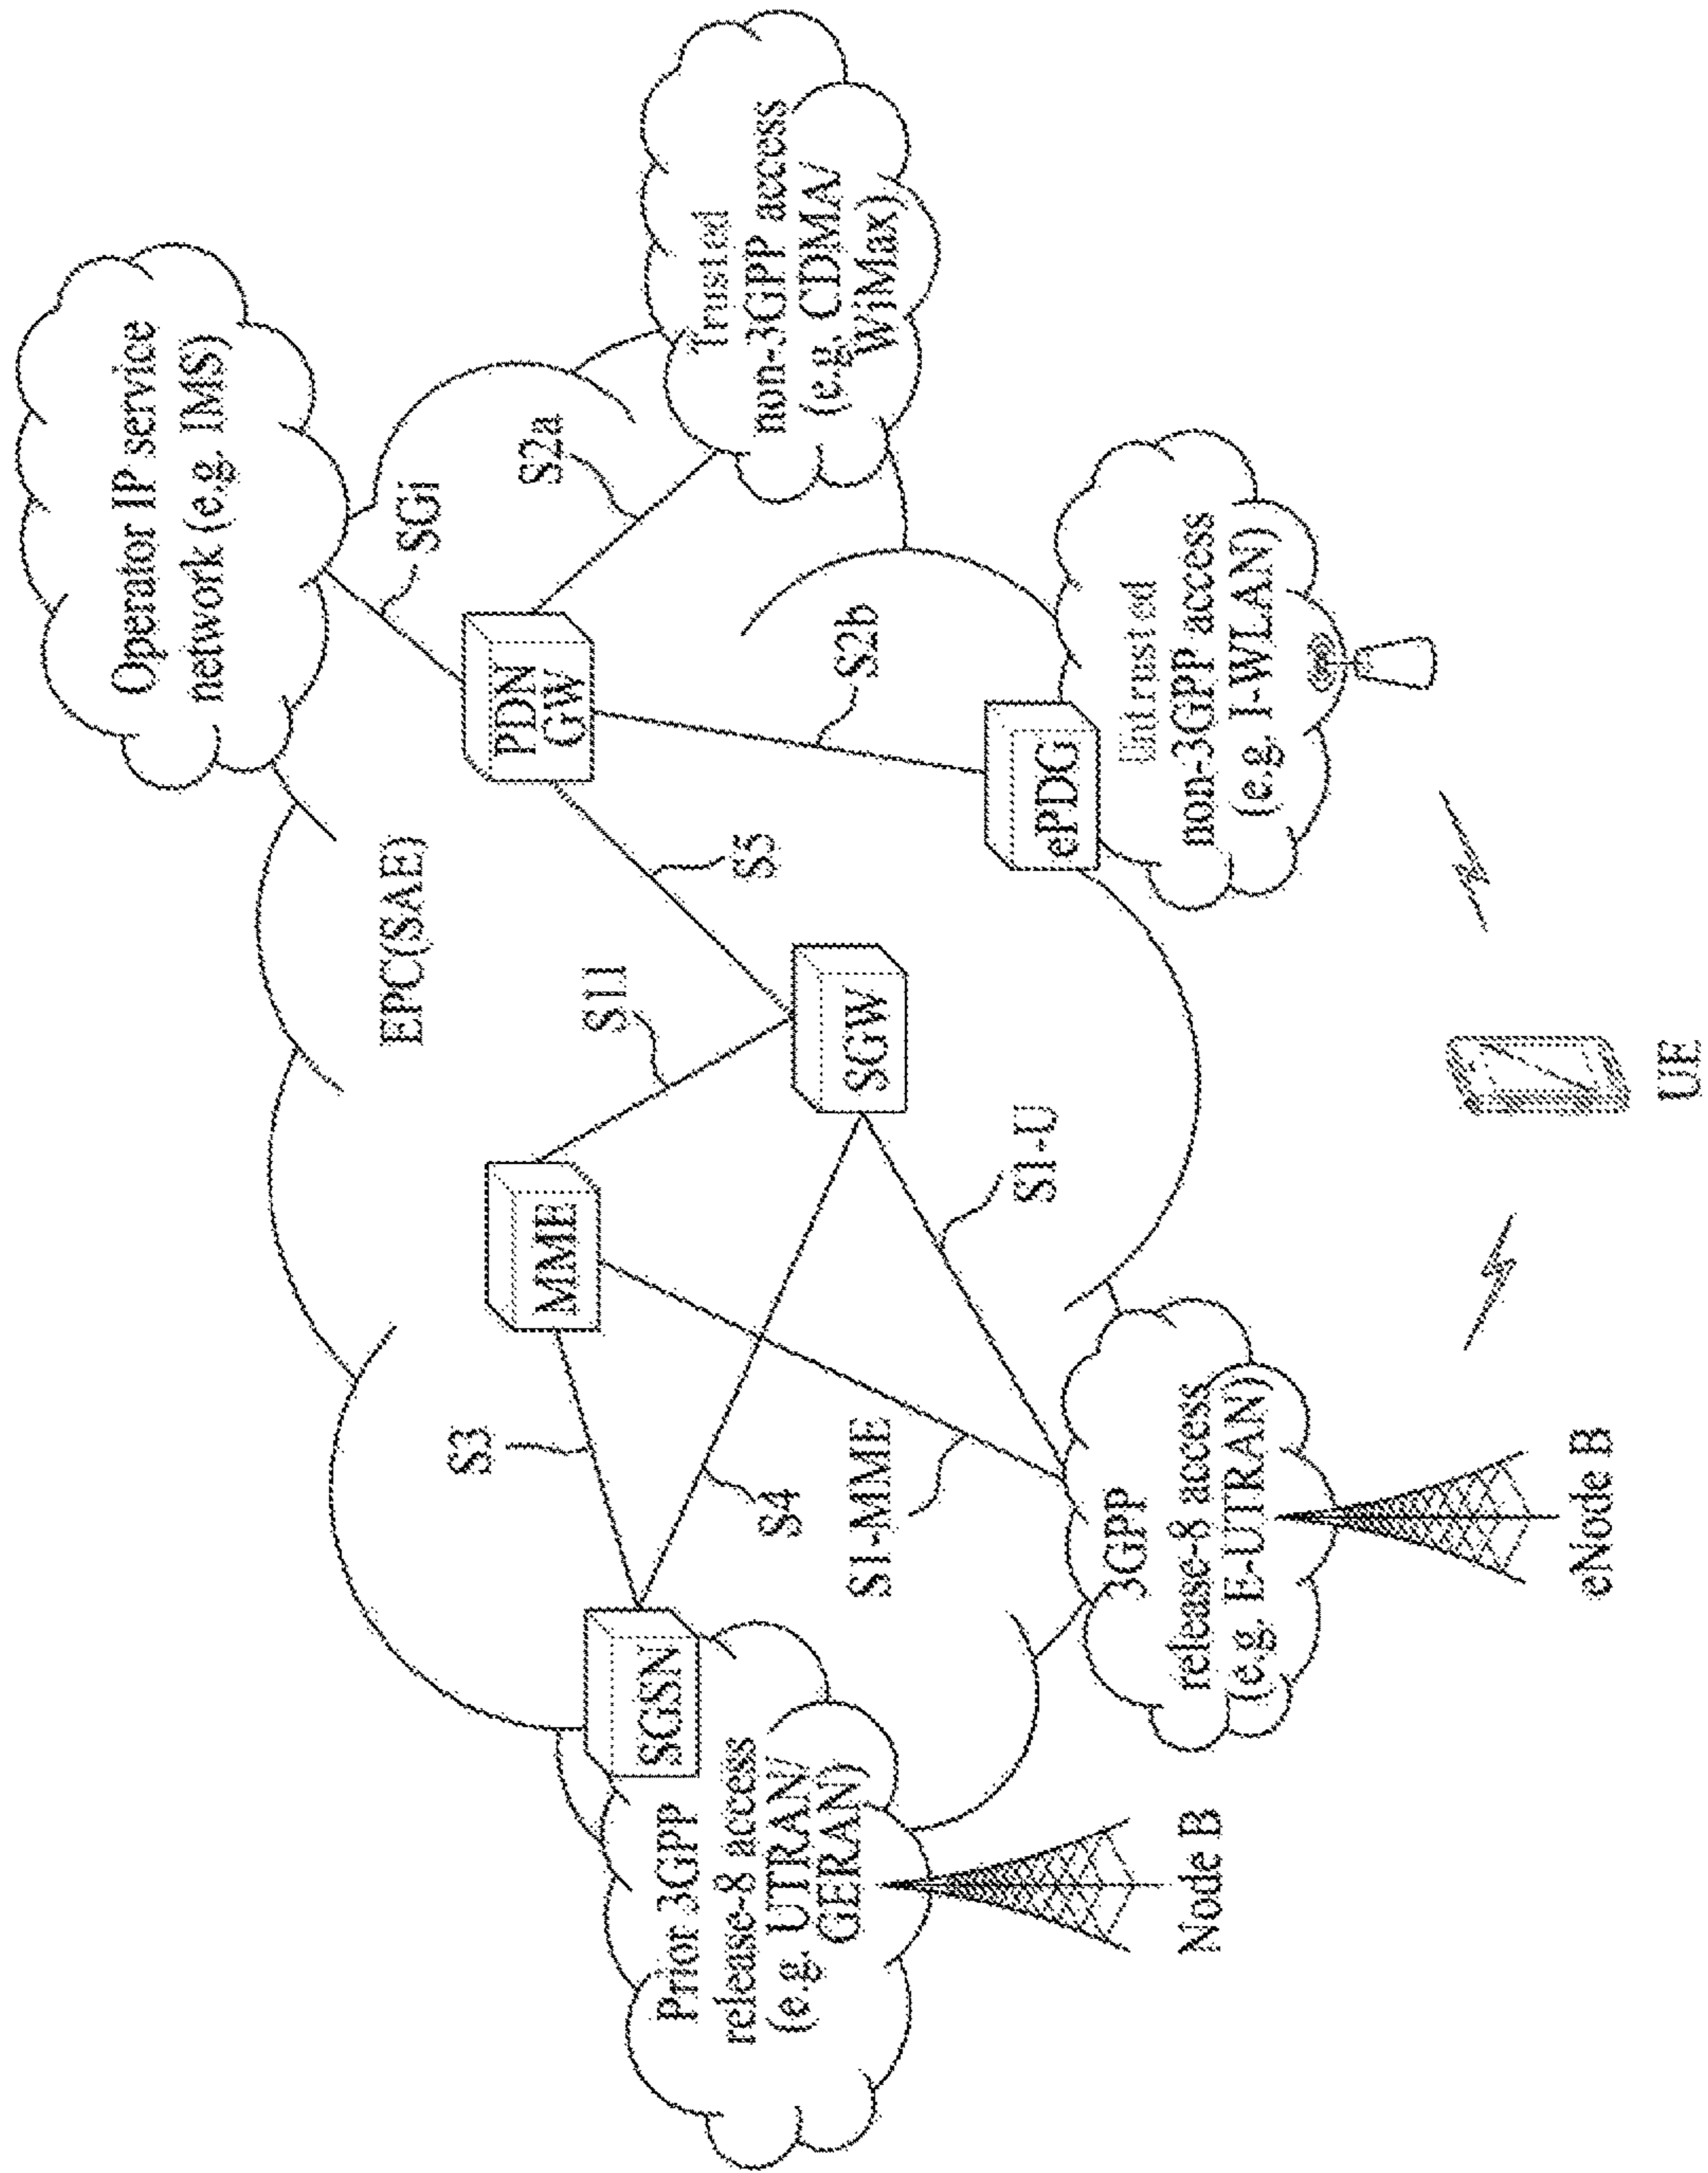 Operator IP service
network (e.g. IMS)
EPC(SAE)
SGi
S2a
Trusted
non-3GPP access
(e.g. CDMA/
WiMax)
PDN
GW
S3
MME
S11
S5
S2b
SGSN
S4
SGW
Prior 3GPP
release-8 access
(e.g. UTRAN/
GERAN)
S1-MME
S1-U
ePDG
3GPP
release-8 access
(e.g. E-UTRAN)
Untrusted
non-3GPP access
(e.g. I-WLAN)
Node B
eNode B
UE